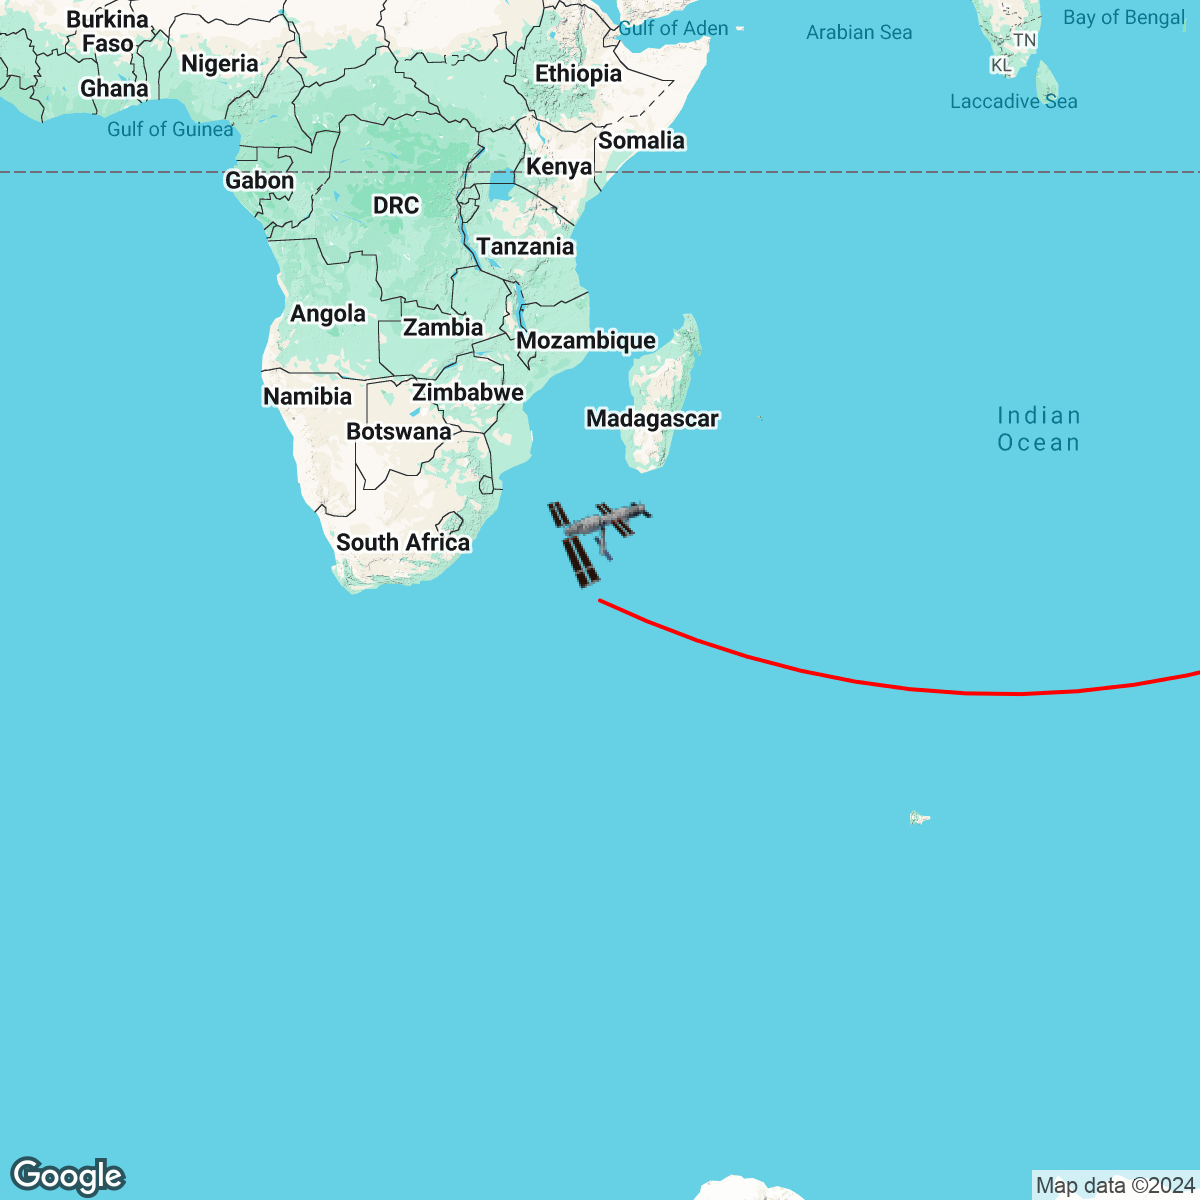 Burkina
Faso
Gulf of Aden
Arabian Sea
Bay of Bengal
TN
KL
Nigeria
Ethiopia
Ghana
Laccadive Sea
Gulf of Guinea
Somalia
Kenya
Gabon
DRC
Tanzania
Angola
Zambia
Mozambique
Namibia
Zimbabwe
Madagascar
Indian
Ocean
Botswana
South Africa
Google
Map data ©2024